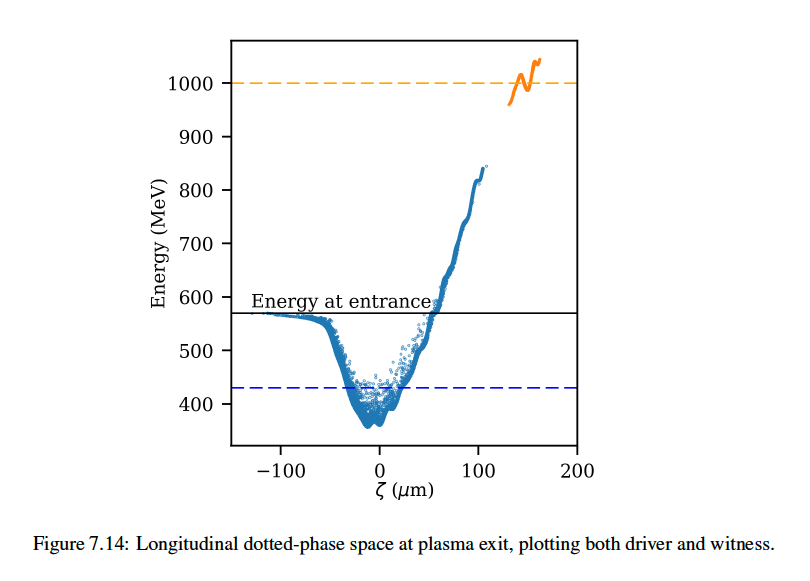 1000
900
800
700
600
500
400
Energy (MeV)
Energy at entrance
−100
0
100
200
ζ (μm)
Figure 7.14: Longitudinal dotted-phase space at plasma exit, plotting both driver and witness.